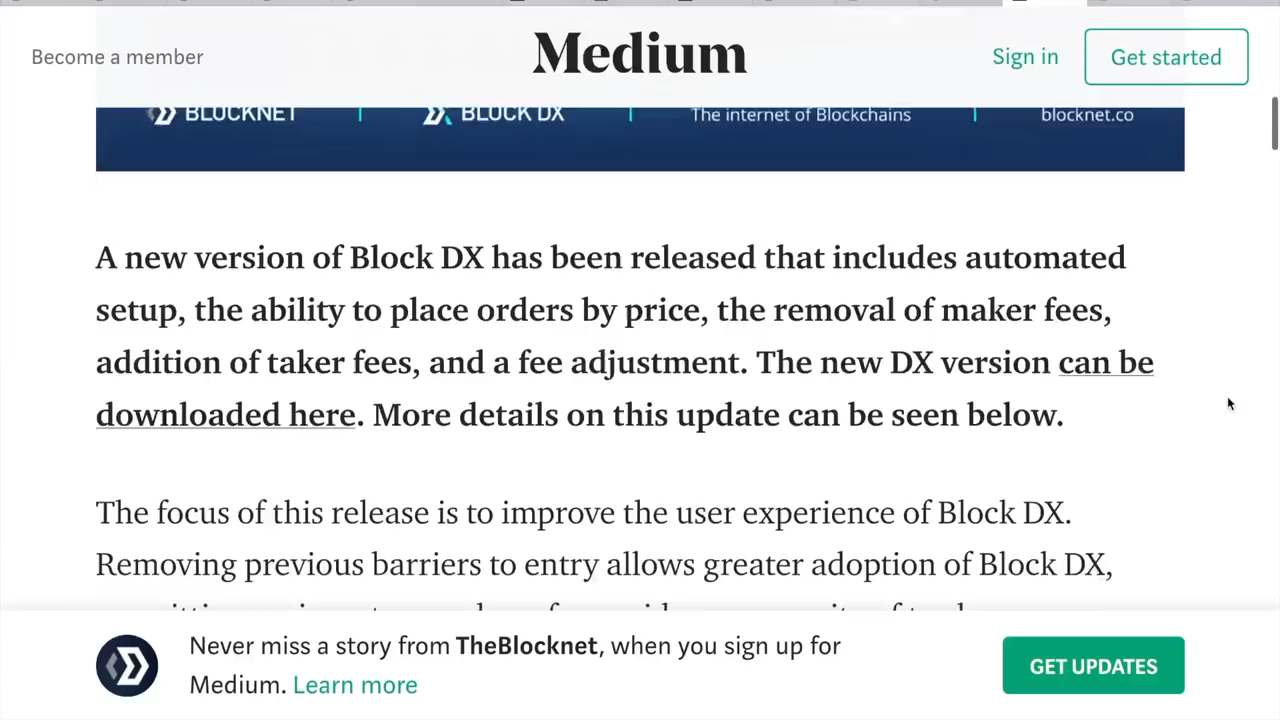 Become a member
Medium
Sign in
Get started
BLOCKNET
BLOCK DX
The internet of Blockchains
blocknet.co
A new version of Block DX has been released that includes automated
setup, the ability to place orders by price, the removal of maker fees,
addition of taker fees, and a fee adjustment. The new DX version can be
downloaded here. More details on this update can be seen below.
The focus of this release is to improve the user experience of Block DX.
Removing previous barriers to entry allows greater adoption of Block DX,
Never miss a story from TheBlocknet, when you sign up for
Medium. Learn more
GET UPDATES